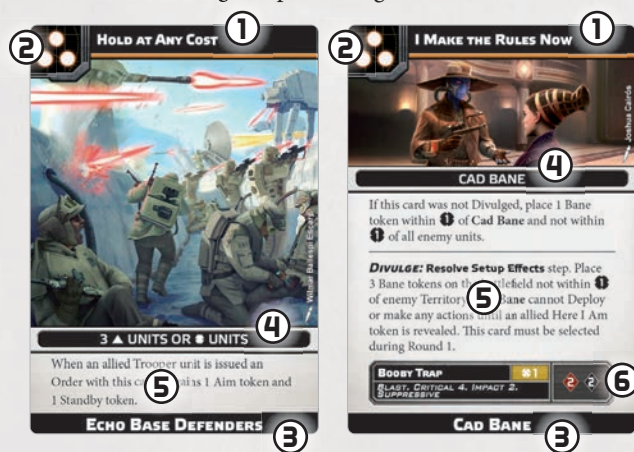 1
2
HOLD AT ANY COST
Wilmar Ballespí Escarp
4
3 ▲ UNITS OR UNITS
When an allied Trooper unit is issued an
Order with this gains 1 Aim token and
5
1 Standby token.
ECHO BASE DEFENDERS
3
1
2
I MAKE THE RULES NOW
Joshua Cairós
4
CAD BANE
If this card was not Divulged, place 1 Bane
token within 1 of Cad Bane and not within
1 of all enemy units.
DIVULGE: Resolve Setup Effects step. Place
3 Bane tokens on not within 1
5
of enemy Territory Bane cannot Deploy
or make any actions an allied Here I Am
token is revealed. This card must be selected
during Round 1.
BOOBY TRAP 1
BLAST, CRITICAL 4, IMPACT 2,
SUPPRESSIVE
2 2
6
CAD BANE
3